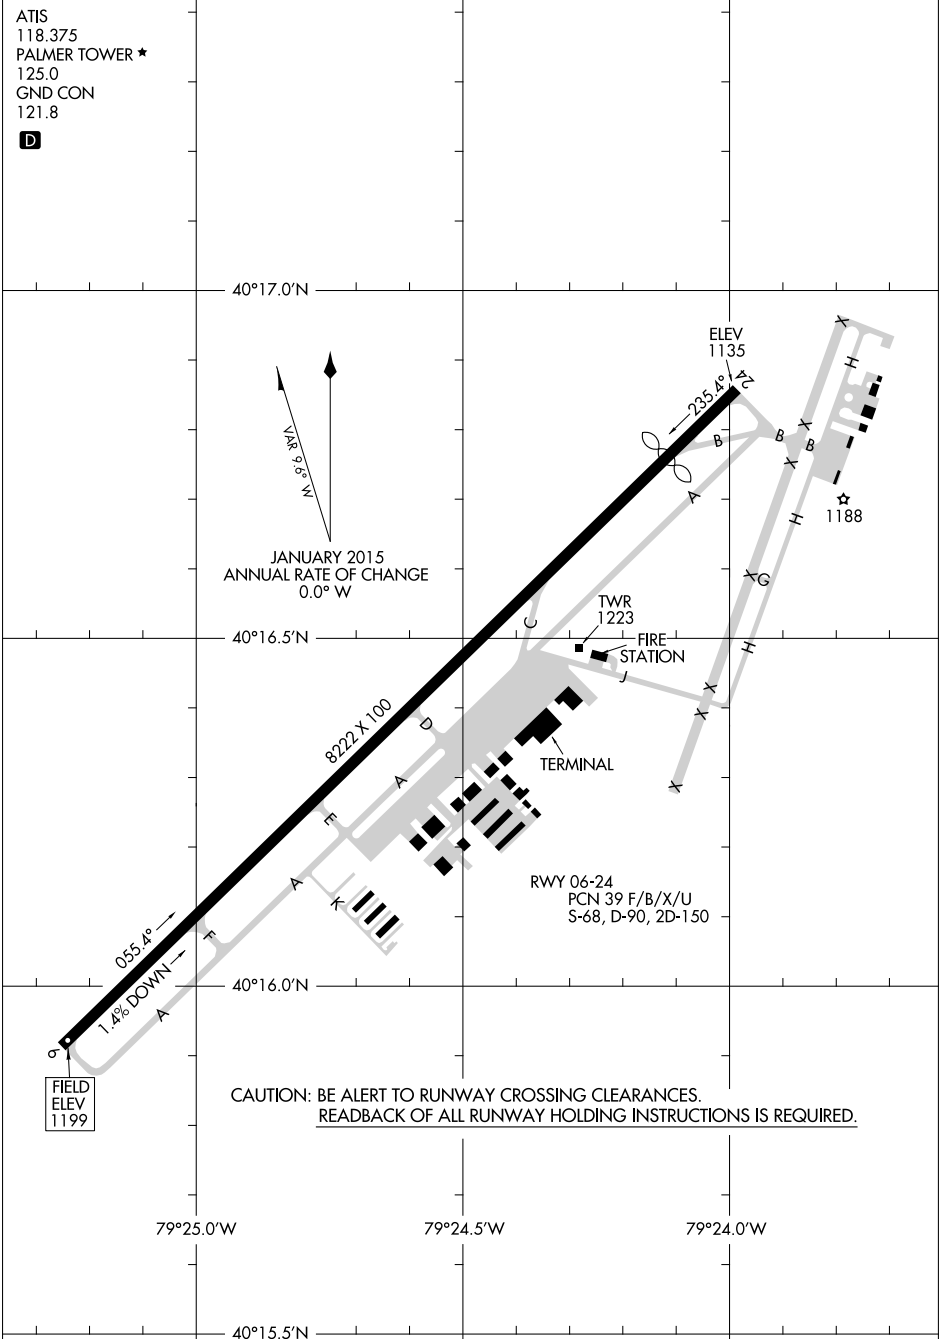 ATIS
118.375
PALMER TOWER ★
125.0
GND CON
121.8
D
40°17.0'N
ELEV
1135
24
235.4°
X
H
B
B
B
X
X
A
H
1188
VAR 9.6° W
JANUARY 2015
ANNUAL RATE OF CHANGE
0.0° W
X
G
C
TWR
1223
40°16.5'N
FIRE
STATION
H
J
X
X
8222 X 100
D
TERMINAL
A
X
E
A
K
RWY 06-24
PCN 39 F/B/X/U
S-68, D-90, 2D-150
055.4°
F
1.4% DOWN
40°16.0'N
A
6
FIELD
ELEV
1199
CAUTION: BE ALERT TO RUNWAY CROSSING CLEARANCES.
READBACK OF ALL RUNWAY HOLDING INSTRUCTIONS IS REQUIRED.
79°25.0'W
79°24.5'W
79°24.0'W
40°15.5'N